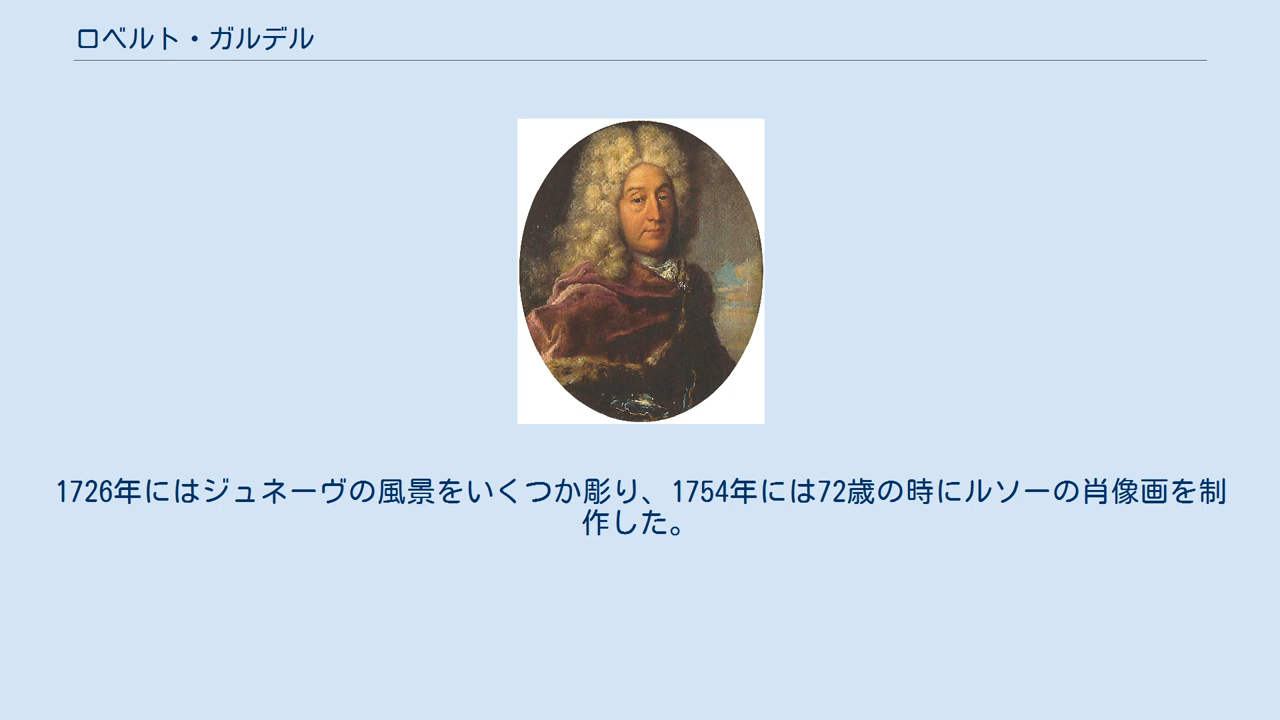 ロベルト・ガルデル
1726年にはジュネーヴの風景をいくつか彫り、1754年には72歳の時にルソーの肖像画を制
作した。